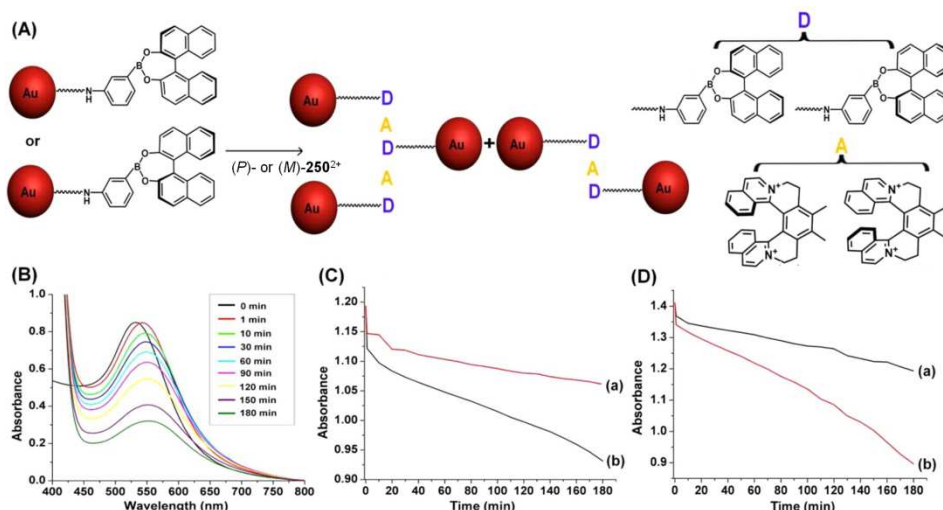 (A)
Au
N
H
B
O
O
or
Au
N
H
B
O
O
(P)- or (M)-250²⁺
Au
D
A
D
Au
+
Au
D
A
A
Au
D
D
Au
D
N
H
B
O
O
N
H
B
O
O
A
N⁺
N⁺
N⁺
N⁺
(B)
Absorbance
1.0
0.8
0.6
0.4
0.2
0.0
400 450 500 550 600 650 700 750 800
Wavelength (nm)
0 min
1 min
10 min
30 min
60 min
90 min
120 min
150 min
180 min
(C)
Absorbance
1.20
1.15
1.10
1.05
1.00
0.95
0.90
0 20 40 60 80 100 120 140 160 180
Time (min)
(a)
(b)
(D)
Absorbance
1.4
1.3
1.2
1.1
1.0
0.9
0 20 40 60 80 100 120 140 160 180
Time (min)
(a)
(b)